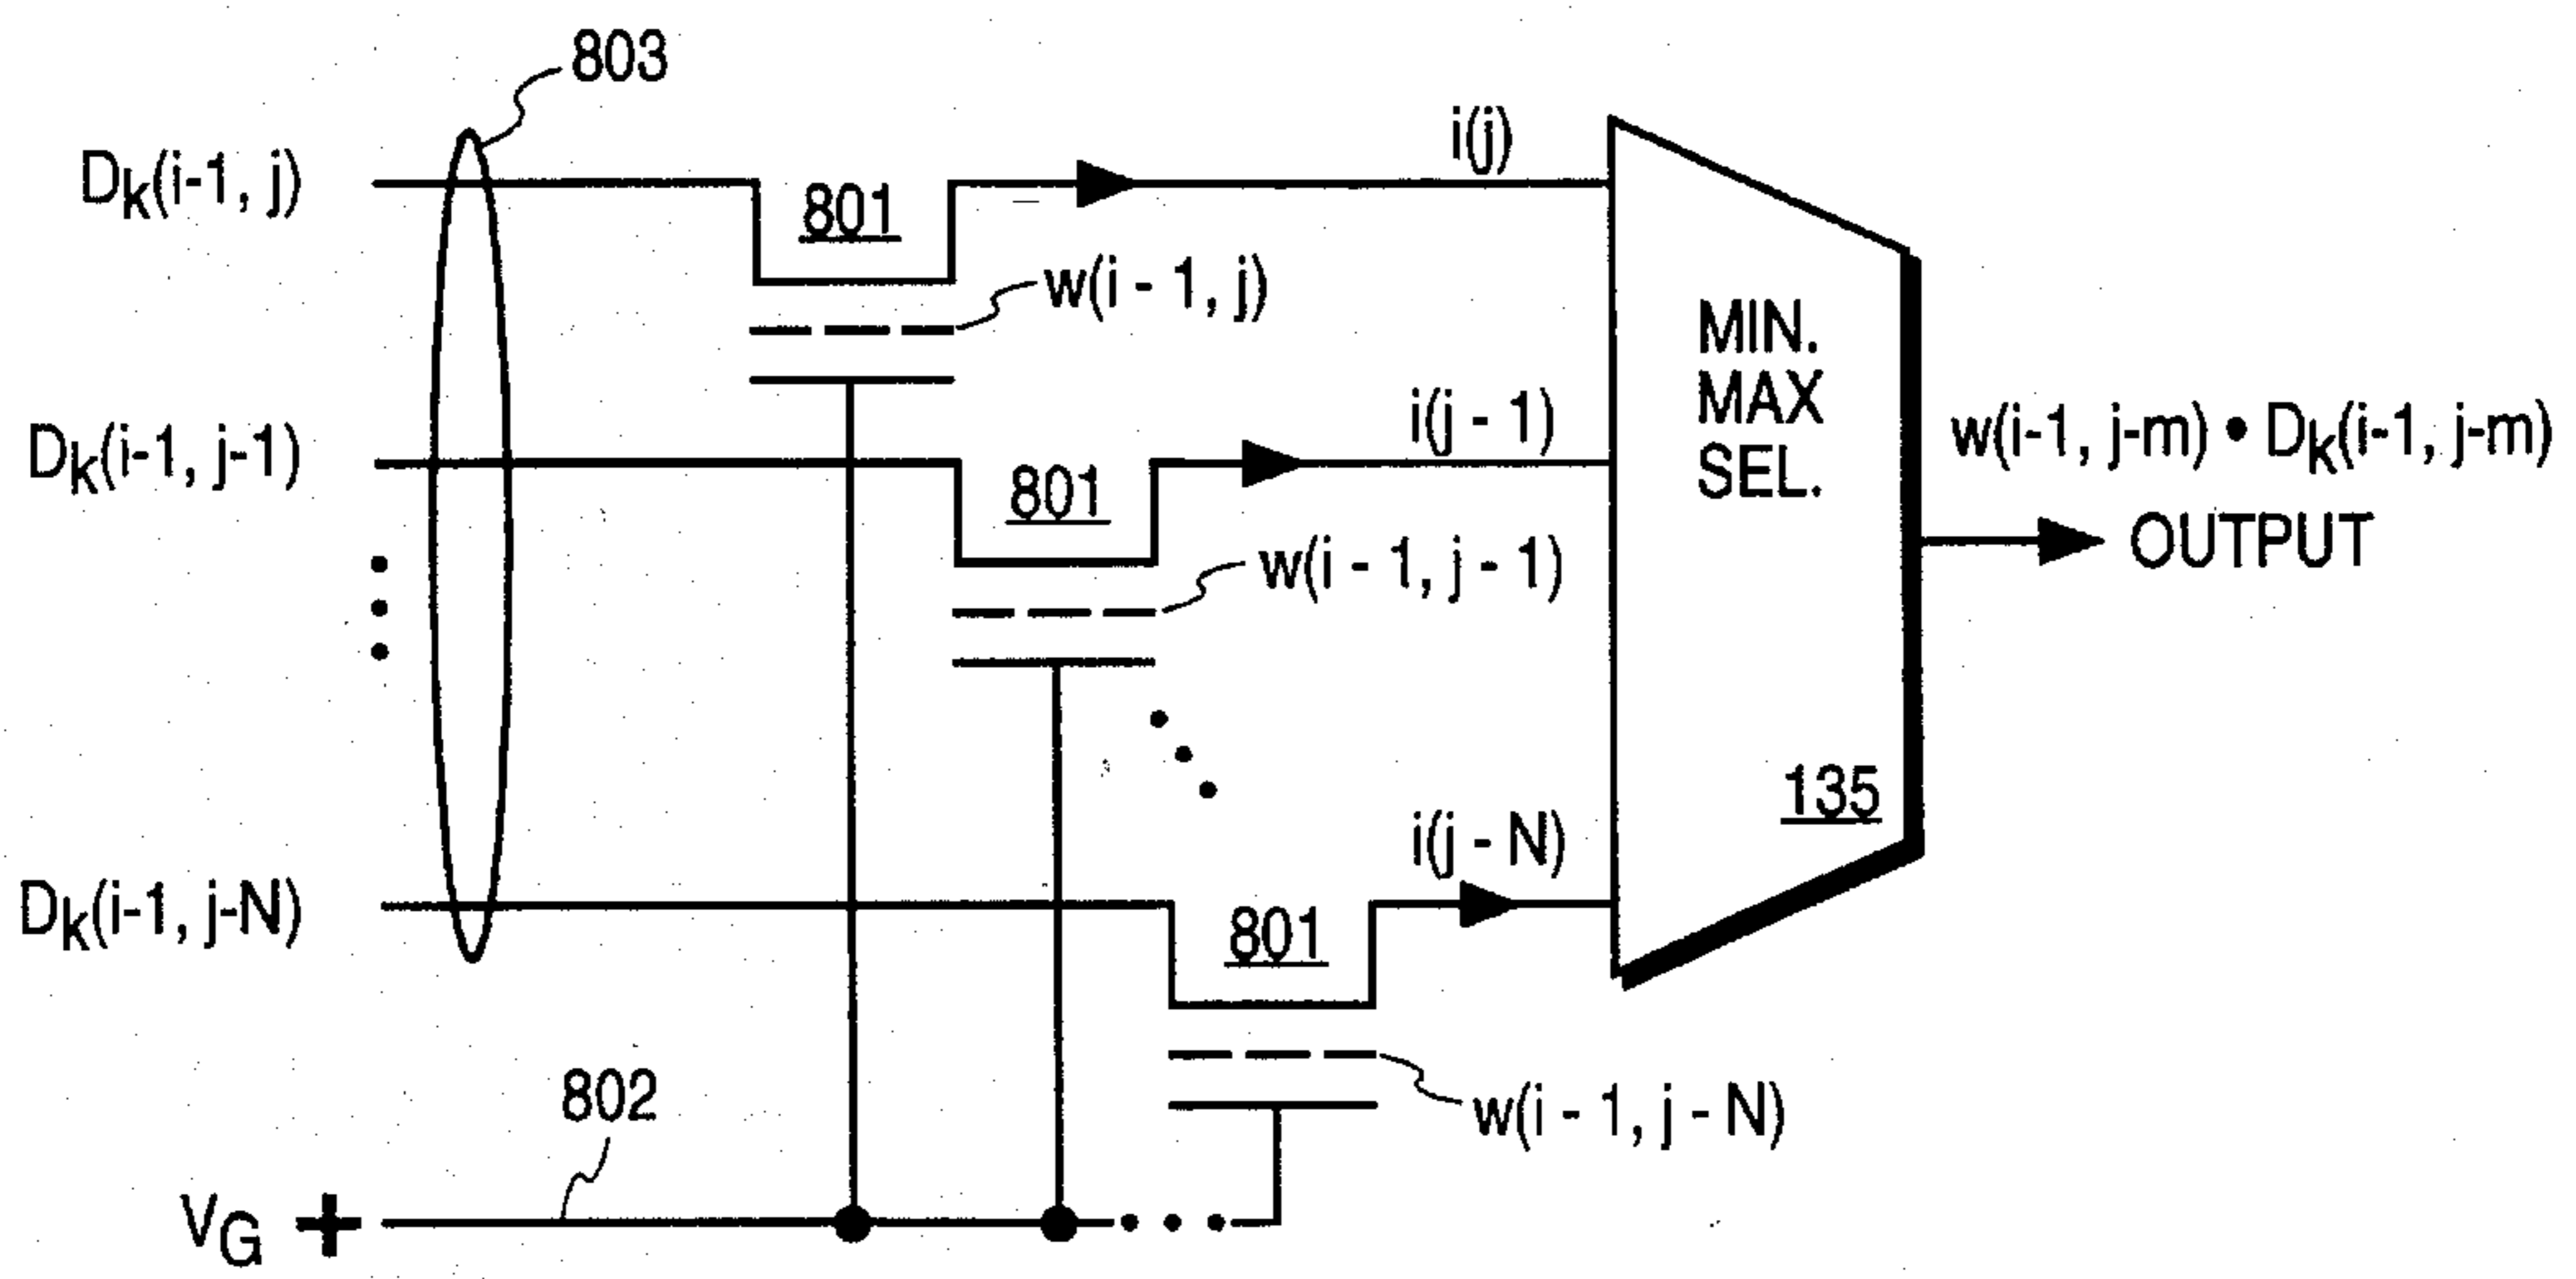 803
Dk(i-1, j)
801
i(j)
w(i - 1, j)
MIN.
MAX
SEL.
Dk(i-1, j-1)
801
i(j - 1)
w(i-1, j-m) • Dk(i-1, j-m)
OUTPUT
w(i - 1, j - 1)
135
Dk(i-1, j-N)
801
i(j - N)
w(i - 1, j - N)
802
VG +